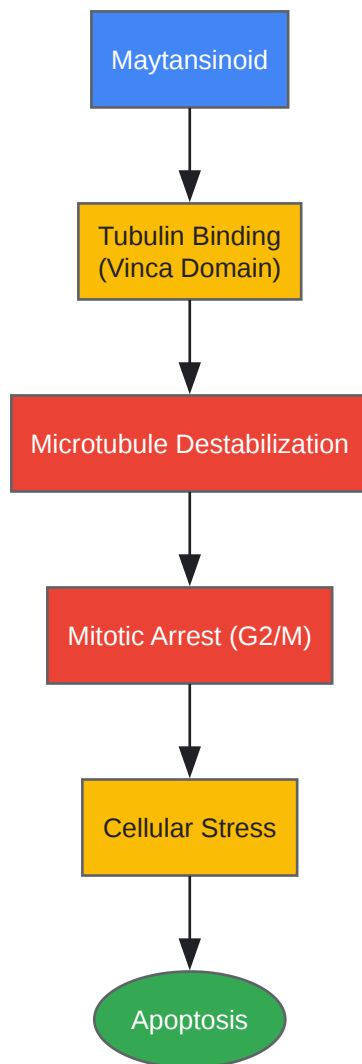 Maytansinoid
Tubulin Binding
(Vinca Domain)
Microtubule Destabilization
Mitotic Arrest (G2/M)
Cellular Stress
Apoptosis